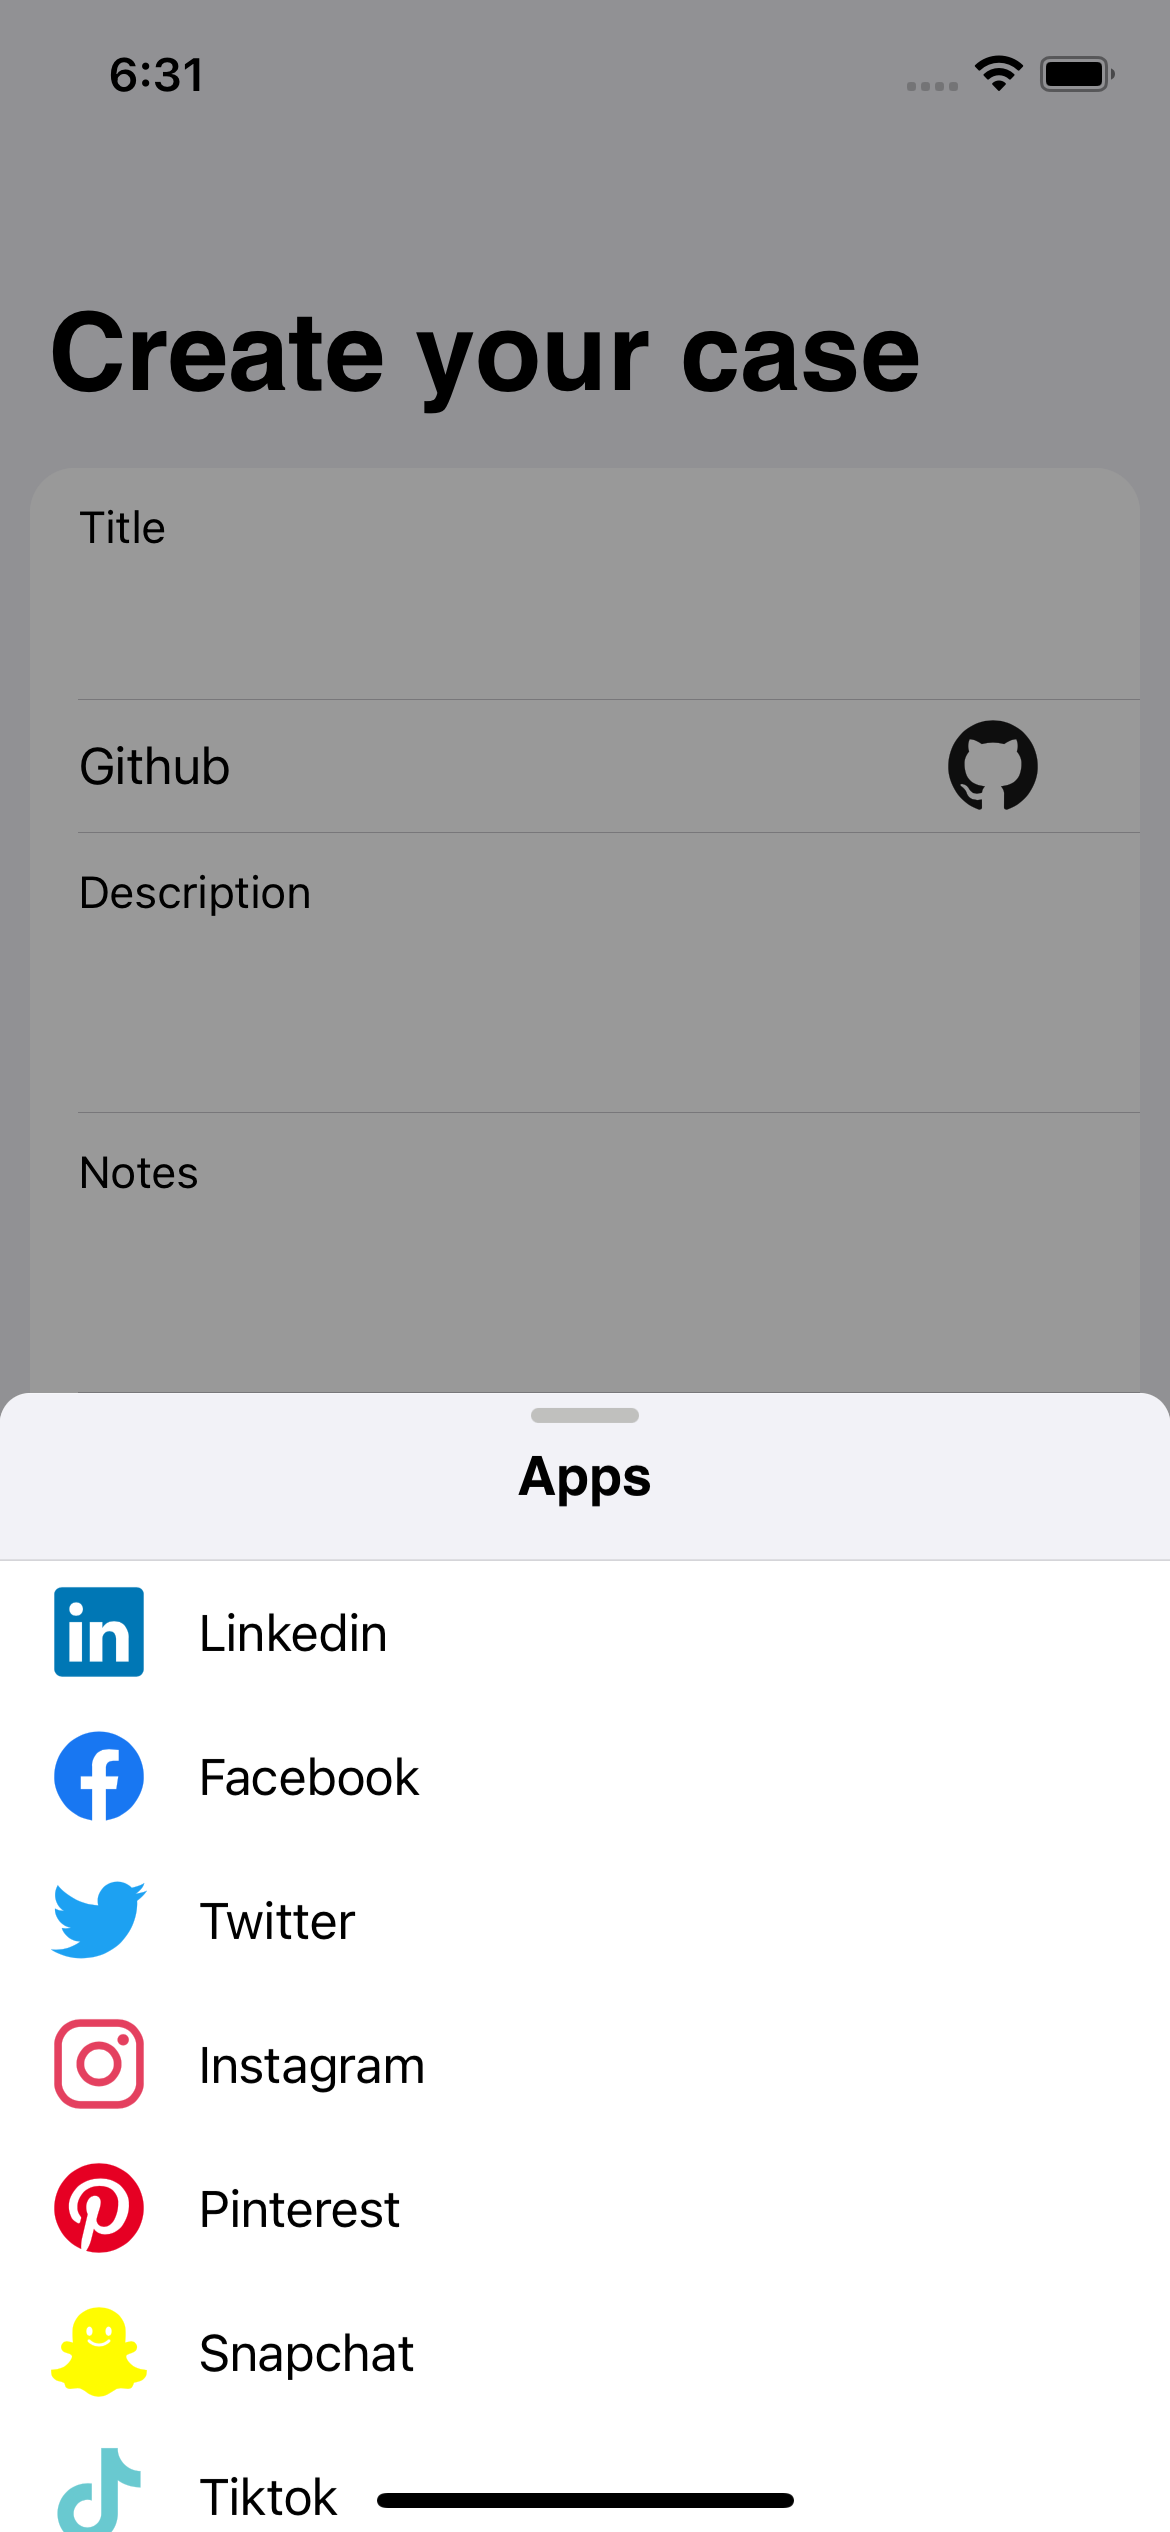 6:31
Create your case
Title
Github
Description
Notes
Apps
in Linkedin
f Facebook
Twitter
Instagram
Pinterest
Snapchat
Tiktok